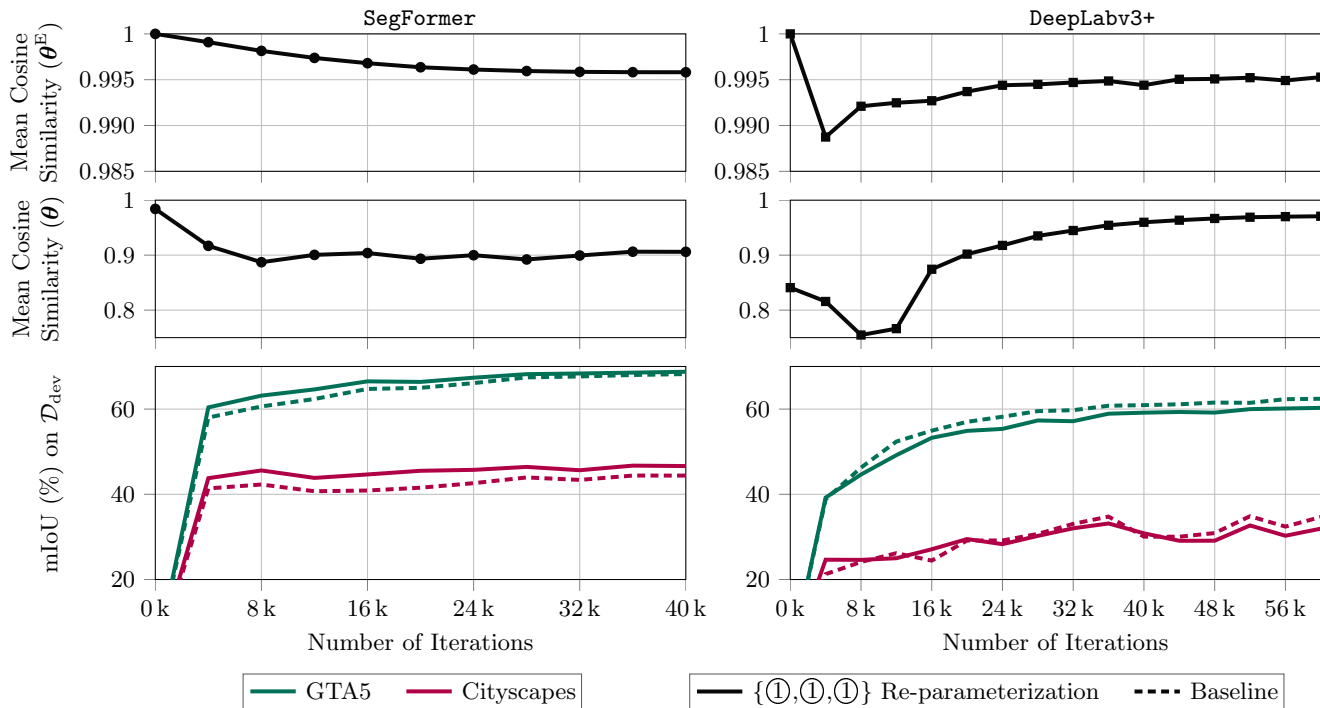 SegFormer
DeepLabv3+
Mean Cosine
Similarity (θᴱ)
1
0.995
0.990
0.985
1
0.995
0.990
0.985
Mean Cosine
Similarity (θ)
1
0.9
0.8
1
0.9
0.8
mIoU (%) on 𝒟dev
60
40
20
0 k 8 k 16 k 24 k 32 k 40 k
Number of Iterations
60
40
20
0 k 8 k 16 k 24 k 32 k 40 k 48 k 56 k
Number of Iterations
GTA5 Cityscapes
{①,①,①} Re-parameterization Baseline